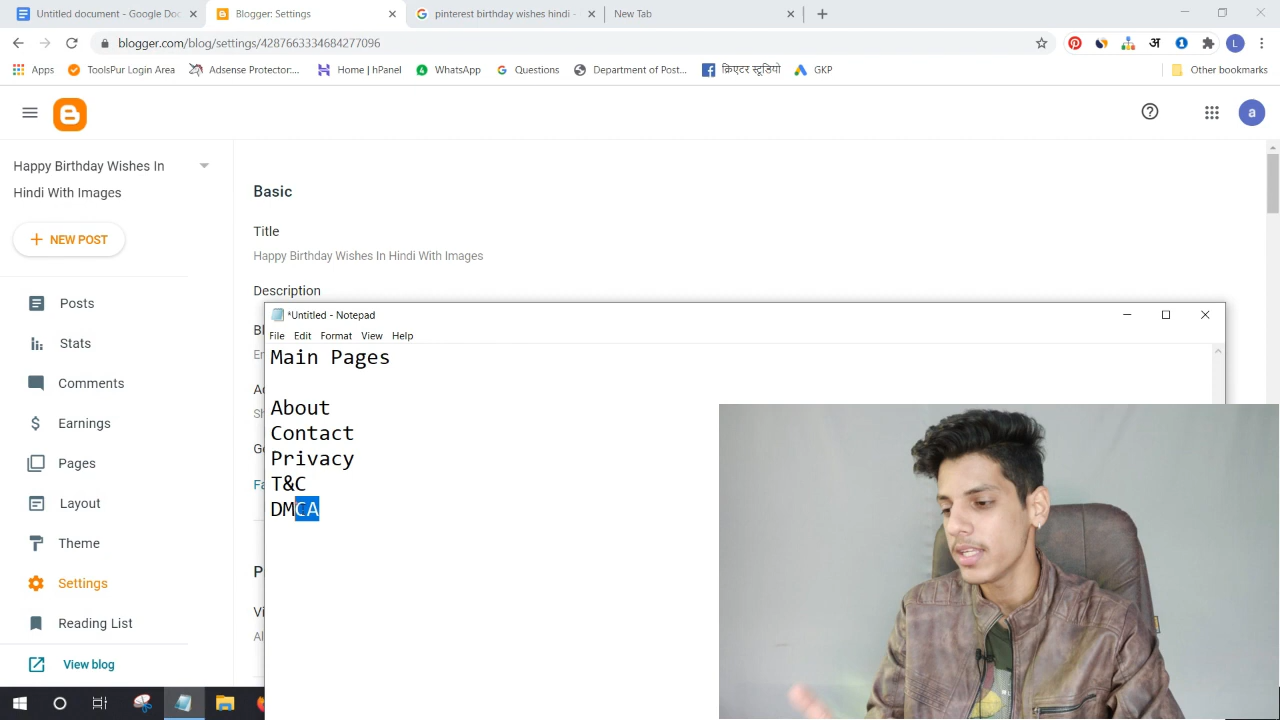 Untitled document - Google Doc
Blogger: Settings
pinterest birthday wishes hindi -
New Tab
blogger.com/blog/settings/4287663334684277096
Apps
ToolsPur Login Area
Adsense Protector:...
Home | hPanel
WhatsApp
Questions
Department of Post...
क्रिएटर स्टूडियो
GKP
Other bookmarks
a
Happy Birthday Wishes In
Hindi With Images
NEW POST
Posts
Stats
Comments
Earnings
Pages
Layout
Theme
Settings
Reading List
View blog
Basic
Title
Happy Birthday Wishes In Hindi With Images
Description
*Untitled - Notepad
File Edit Format View Help
Main Pages
About
Contact
Privacy
T&C
DMCA